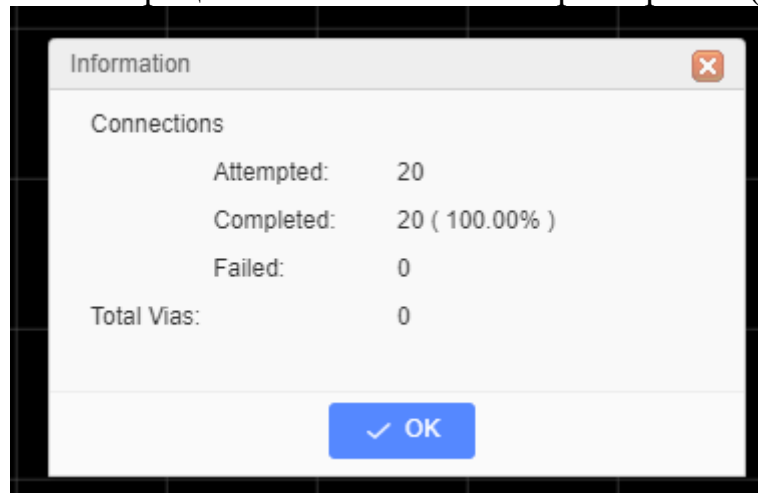 Information
Connections
Attempted: 20
Completed: 20 ( 100.00% )
Failed: 0
Total Vias: 0
OK